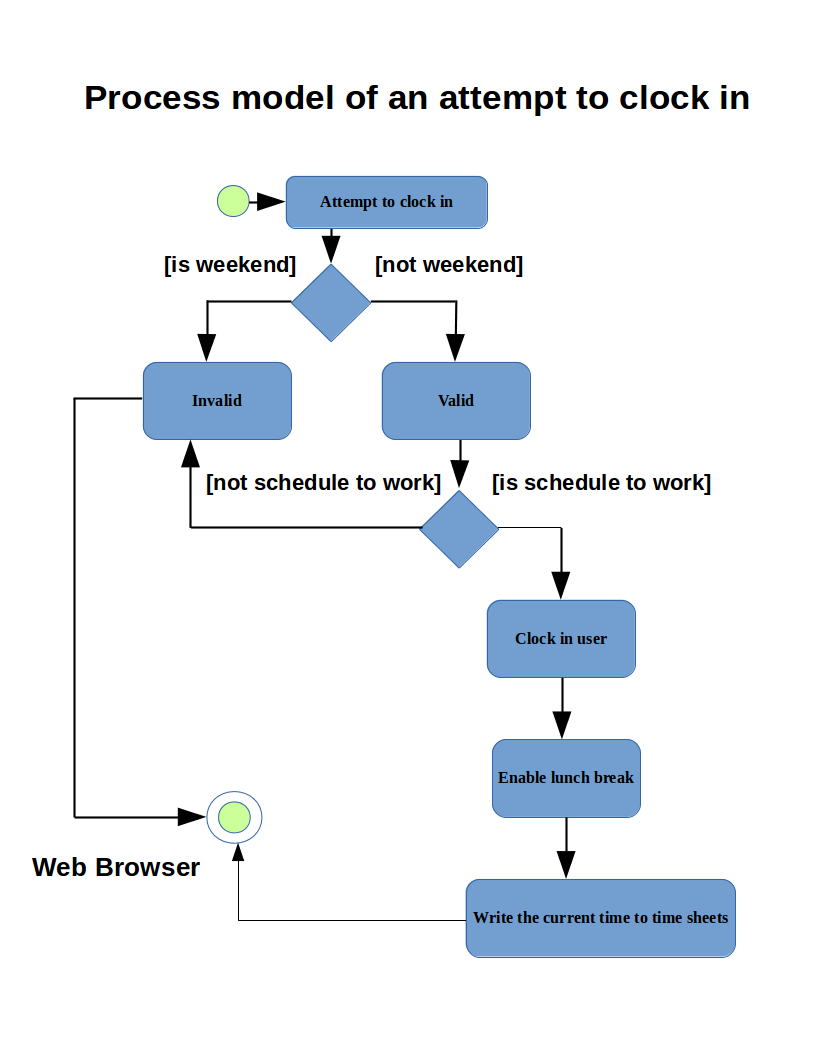 Process model of an attempt to clock in
Attempt to clock in
[is weekend]
[not weekend]
Invalid
Valid
[not schedule to work]
[is schedule to work]
Clock in user
Enable lunch break
Web Browser
Write the current time to time sheets